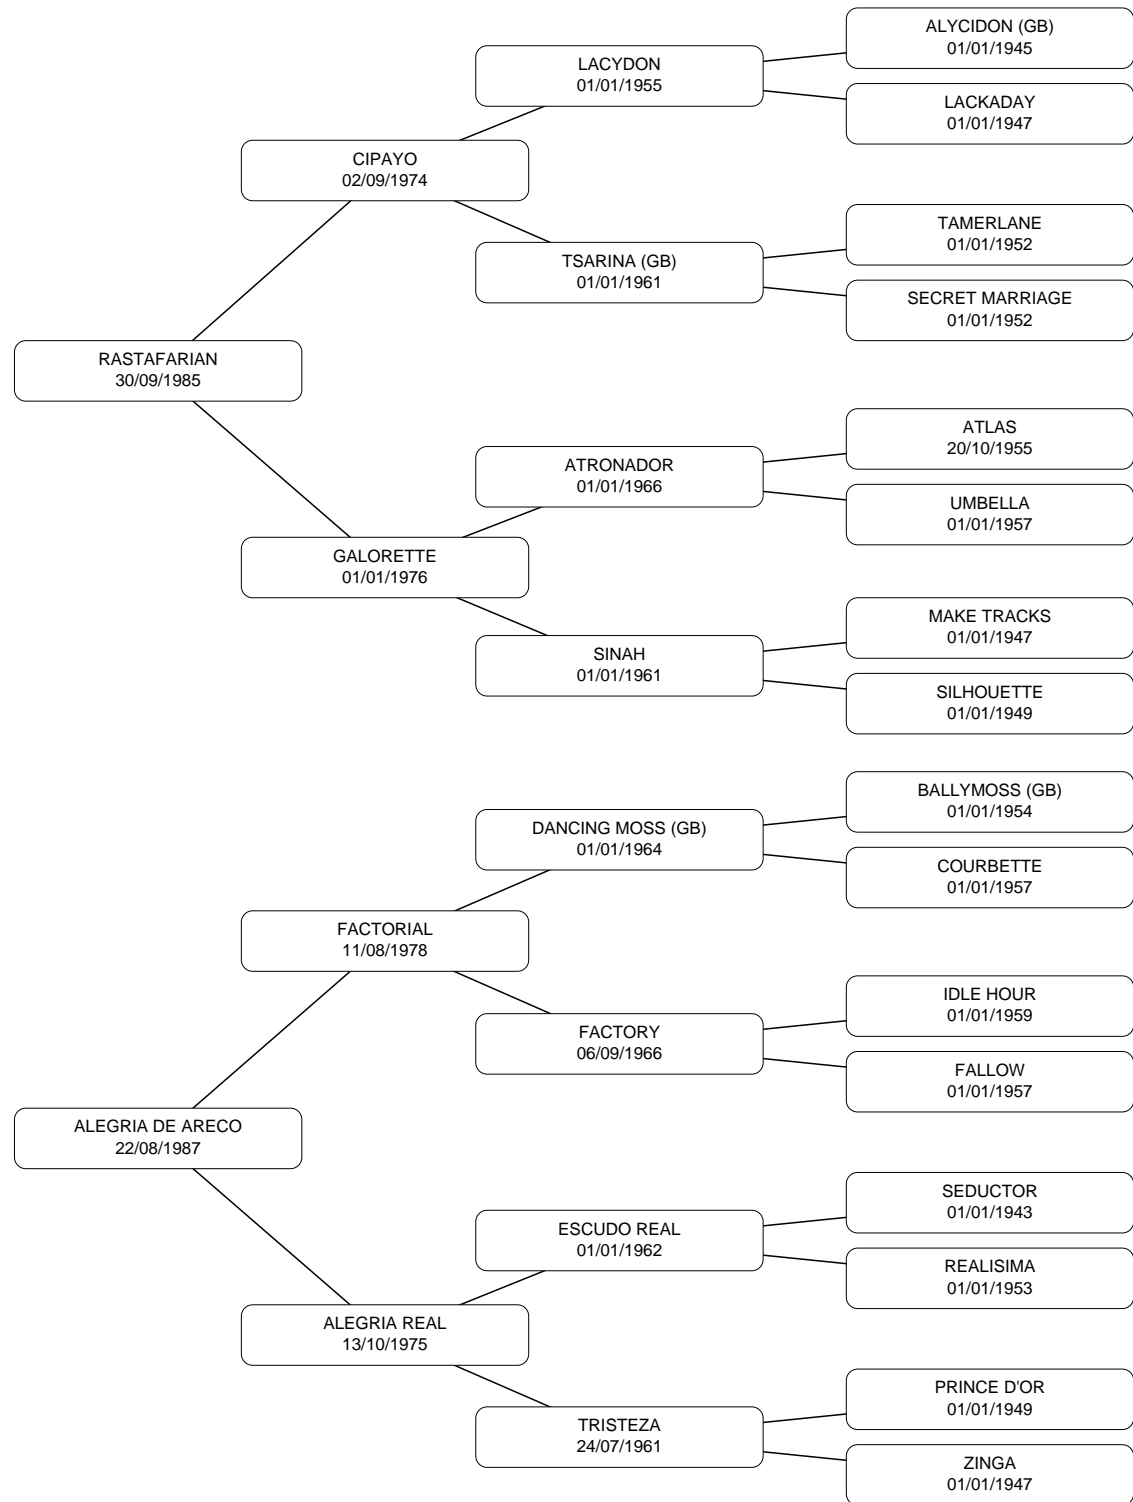 ALYCIDON (GB)
01/01/1945
LACYDON
01/01/1955
LACKADAY
01/01/1947
CIPAYO
02/09/1974
TAMERLANE
01/01/1952
TSARINA (GB)
01/01/1961
SECRET MARRIAGE
01/01/1952
RASTAFARIAN
30/09/1985
ATLAS
20/10/1955
ATRONADOR
01/01/1966
UMBELLA
01/01/1957
GALORETTE
01/01/1976
MAKE TRACKS
01/01/1947
SINAH
01/01/1961
SILHOUETTE
01/01/1949
BALLYMOSS (GB)
01/01/1954
DANCING MOSS (GB)
01/01/1964
COURBETTE
01/01/1957
FACTORIAL
11/08/1978
IDLE HOUR
01/01/1959
FACTORY
06/09/1966
FALLOW
01/01/1957
ALEGRIA DE ARECO
22/08/1987
SEDUCTOR
01/01/1943
ESCUDO REAL
01/01/1962
REALISIMA
01/01/1953
ALEGRIA REAL
13/10/1975
PRINCE D'OR
01/01/1949
TRISTEZA
24/07/1961
ZINGA
01/01/1947